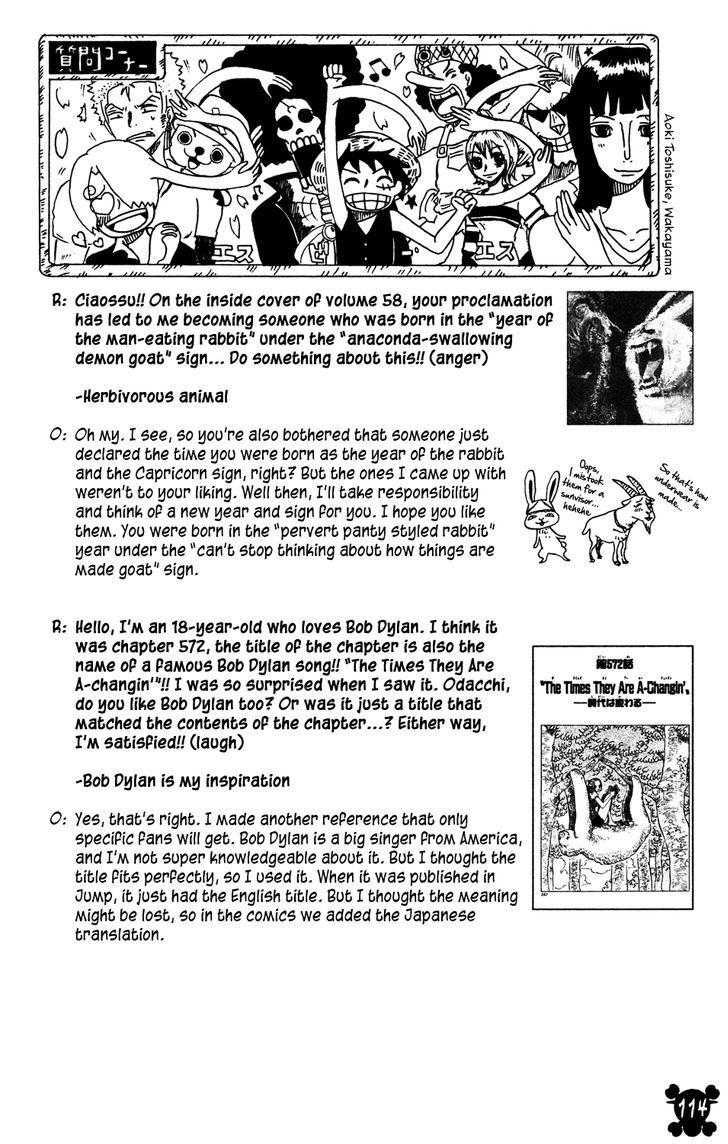 質問コーナー
エス
ビ
エス
Aoki Toshisuke, Wakayama
R: Ciaossu!! On the inside cover of volume 58, your proclamation
has led to me becoming someone who was born in the "year of
the man-eating rabbit" under the "anaconda-swallowing
demon goat" sign... Do something about this!! (anger)
-Herbivorous animal
O: Oh my. I see, so you're also bothered that someone just
declared the time you were born as the year of the rabbit
and the Capricorn sign, right? But the ones I came up with
weren't to your liking. Well then, I'll take responsibility
and think of a new year and sign for you. I hope you like
them. You were born in the "pervert panty styled rabbit"
year under the "can't stop thinking about how things are
made goat" sign.
Oops,
I mistook
them for a
sunvisor...
hehehe
So that's how
underwear is
made...
R: Hello, I'm an 18-year-old who loves Bob Dylan. I think it
was chapter 572, the title of the chapter is also the
name of a famous Bob Dylan song!! "The Times They Are
A-changin'"!! I was so surprised when I saw it. Odacchi,
do you like Bob Dylan too? Or was it just a title that
matched the contents of the chapter...? Either way,
I'm satisfied!! (laugh)
-Bob Dylan is my inspiration
O: Yes, that's right. I made another reference that only
specific fans will get. Bob Dylan is a big singer from America,
and I'm not super knowledgeable about it. But I thought the
title fits perfectly, so I used it. When it was published in
Jump, it just had the English title. But I thought the meaning
might be lost, so in the comics we added the Japanese
translation.
第572話
"The Times They Are A-Changin'„
―時代は変わる―
114